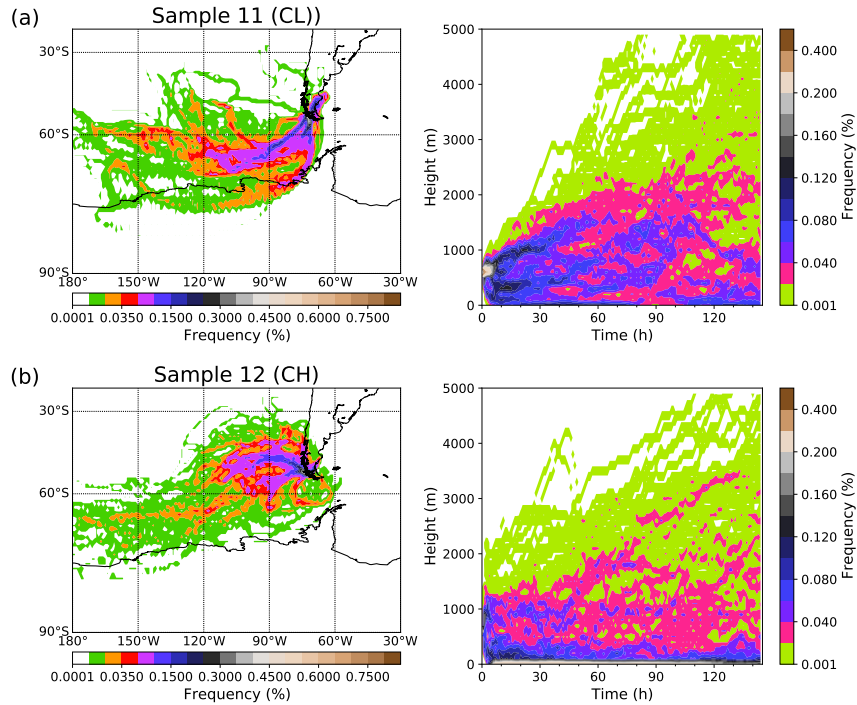 (a)
Sample 11 (CL))
30°S
60°S
90°S
180°
150°W
120°W
90°W
60°W
30°W
0.0001 0.0350 0.1500 0.3000 0.4500 0.6000 0.7500
Frequency (%)
5000
4000
3000
2000
1000
0
Height (m)
0 30 60 90 120
Time (h)
0.400
0.200
0.160
0.120
0.080
0.040
0.001
Frequency (%)
(b)
Sample 12 (CH)
30°S
60°S
90°S
180°
150°W
120°W
90°W
60°W
30°W
0.0001 0.0350 0.1500 0.3000 0.4500 0.6000 0.7500
Frequency (%)
5000
4000
3000
2000
1000
0
Height (m)
0 30 60 90 120
Time (h)
0.400
0.200
0.160
0.120
0.080
0.040
0.001
Frequency (%)